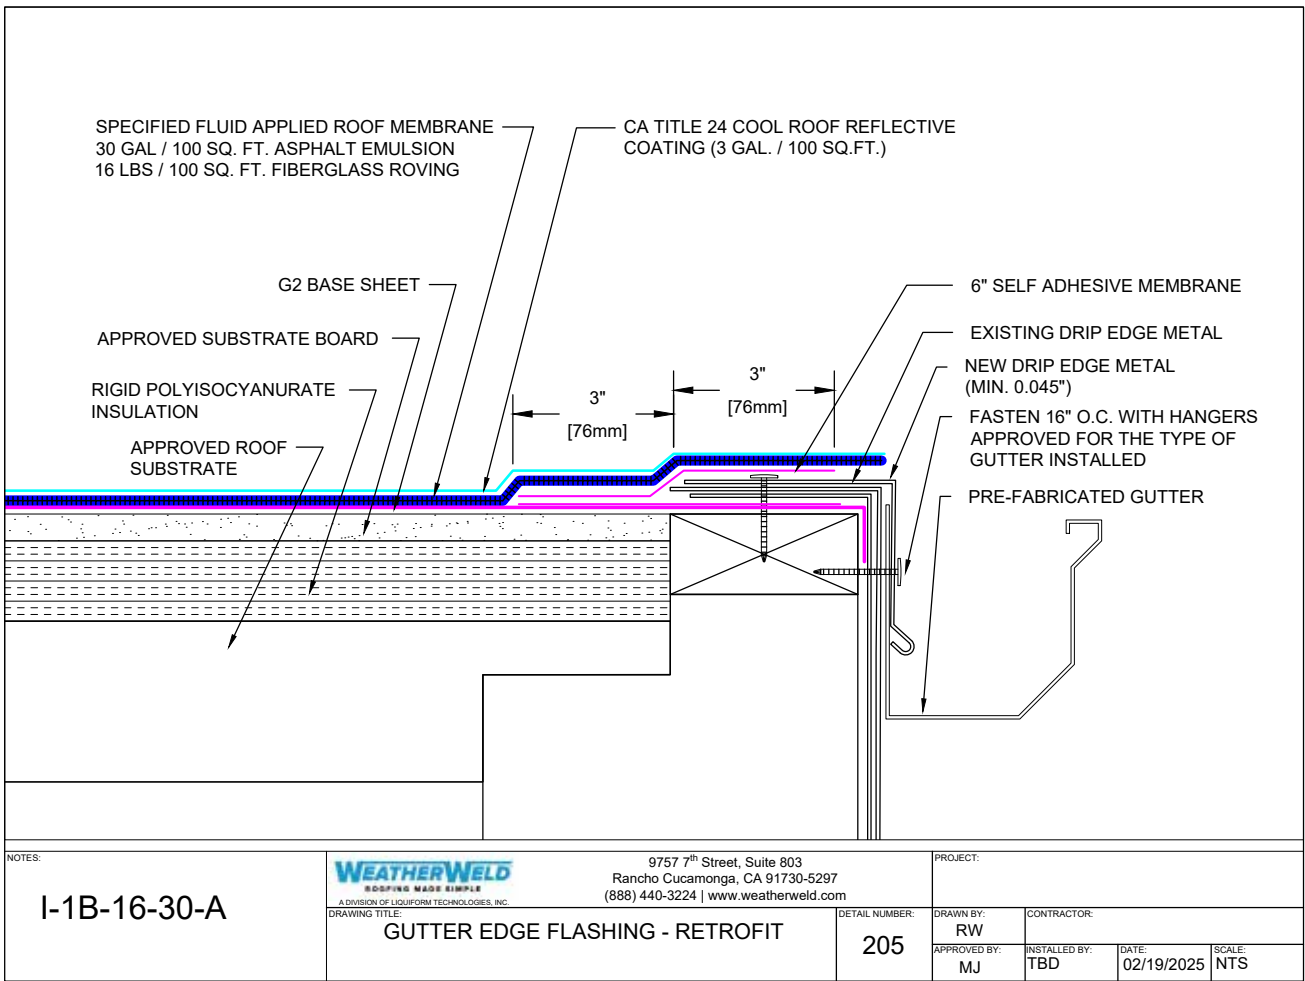 SPECIFIED FLUID APPLIED ROOF MEMBRANE
30 GAL / 100 SQ. FT. ASPHALT EMULSION
16 LBS / 100 SQ. FT. FIBERGLASS ROVING
CA TITLE 24 COOL ROOF REFLECTIVE
COATING (3 GAL. / 100 SQ.FT.)
G2 BASE SHEET
APPROVED SUBSTRATE BOARD
RIGID POLYISOCYANURATE
INSULATION
APPROVED ROOF
SUBSTRATE
3"
[76mm]
3"
[76mm]
6" SELF ADHESIVE MEMBRANE
EXISTING DRIP EDGE METAL
NEW DRIP EDGE METAL
(MIN. 0.045")
FASTEN 16" O.C. WITH HANGERS
APPROVED FOR THE TYPE OF
GUTTER INSTALLED
PRE-FABRICATED GUTTER
NOTES:
I-1B-16-30-A
WEATHERWELD
ROOFING MADE SIMPLE
A DIVISION OF LIQUIFORM TECHNOLOGIES, INC.
9757 7th Street, Suite 803
Rancho Cucamonga, CA 91730-5297
(888) 440-3224 | www.weatherweld.com
DRAWING TITLE:
GUTTER EDGE FLASHING - RETROFIT
DETAIL NUMBER:
205
PROJECT:
DRAWN BY:
RW
CONTRACTOR:
APPROVED BY:
MJ
INSTALLED BY:
TBD
DATE:
02/19/2025
SCALE:
NTS